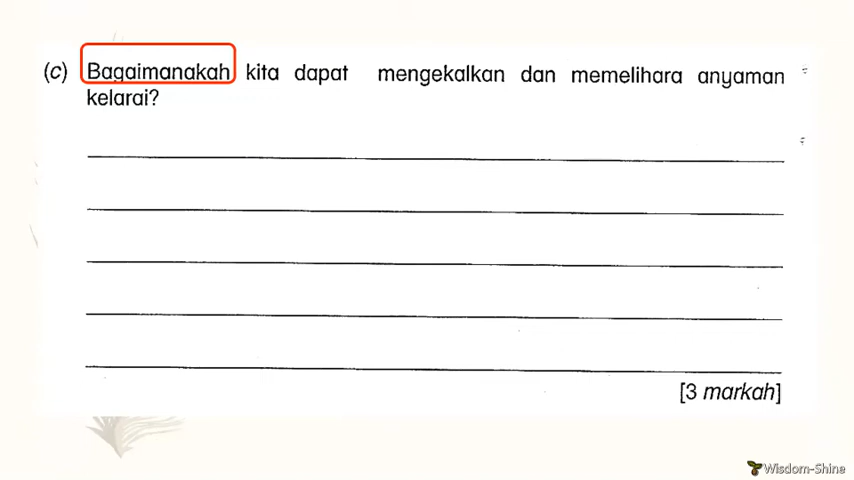 (c) Bagaimanakah kita dapat mengekalkan dan memelihara anyaman
kelarai?
[3 markah]
Wisdom-Shine